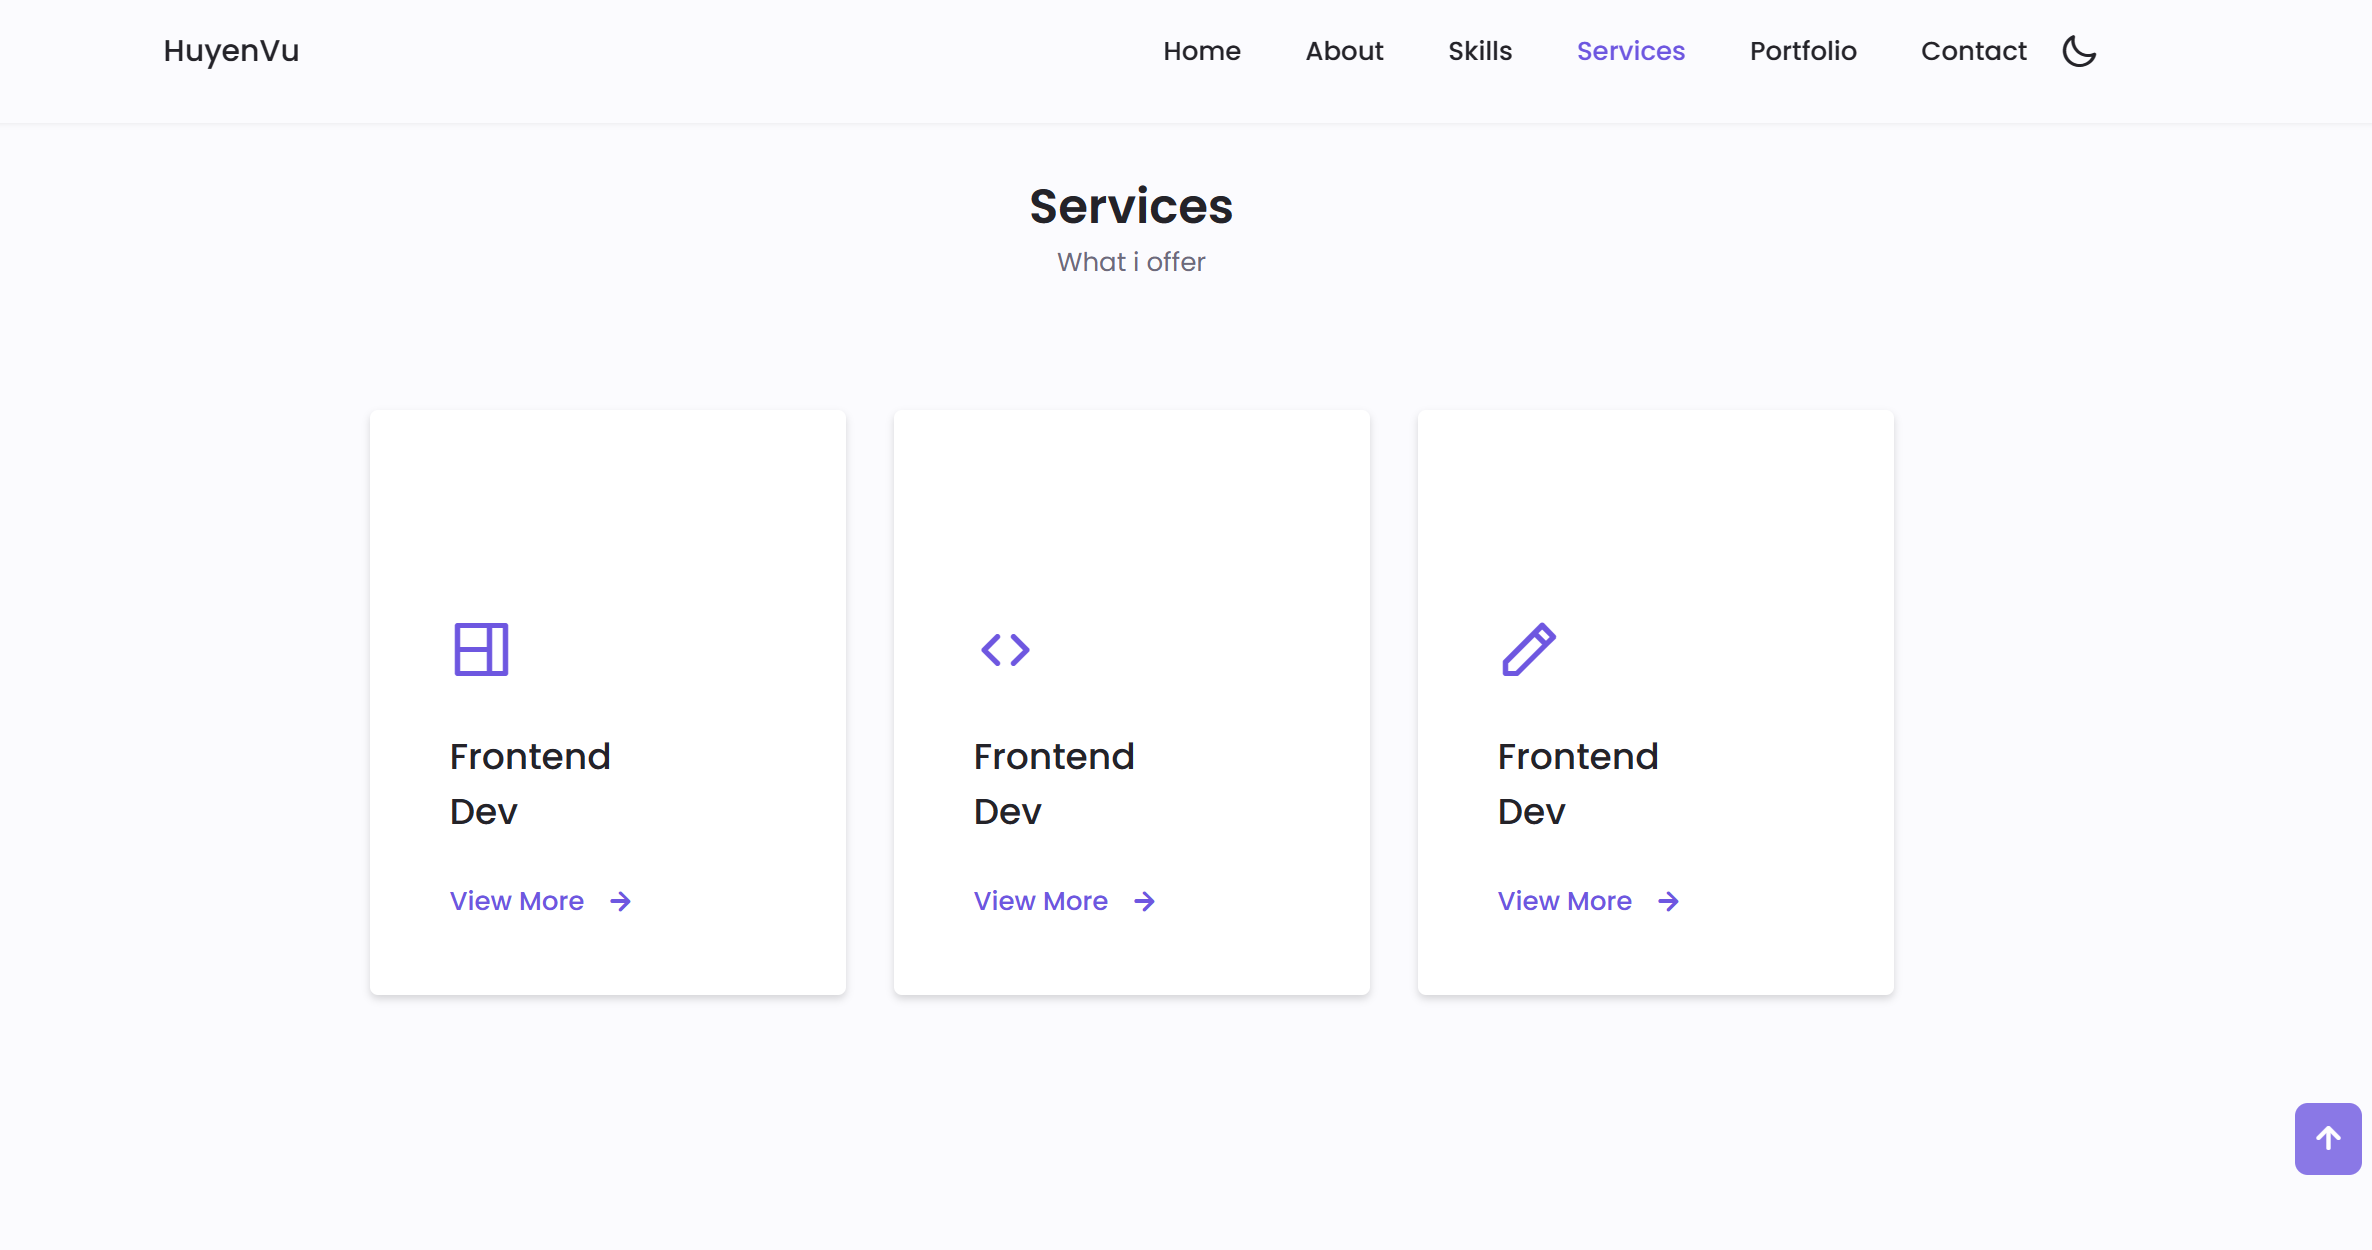 HuyenVu
Home About Skills Services Portfolio Contact
Services
What i offer
Frontend
Dev
View More
Frontend
Dev
View More
Frontend
Dev
View More